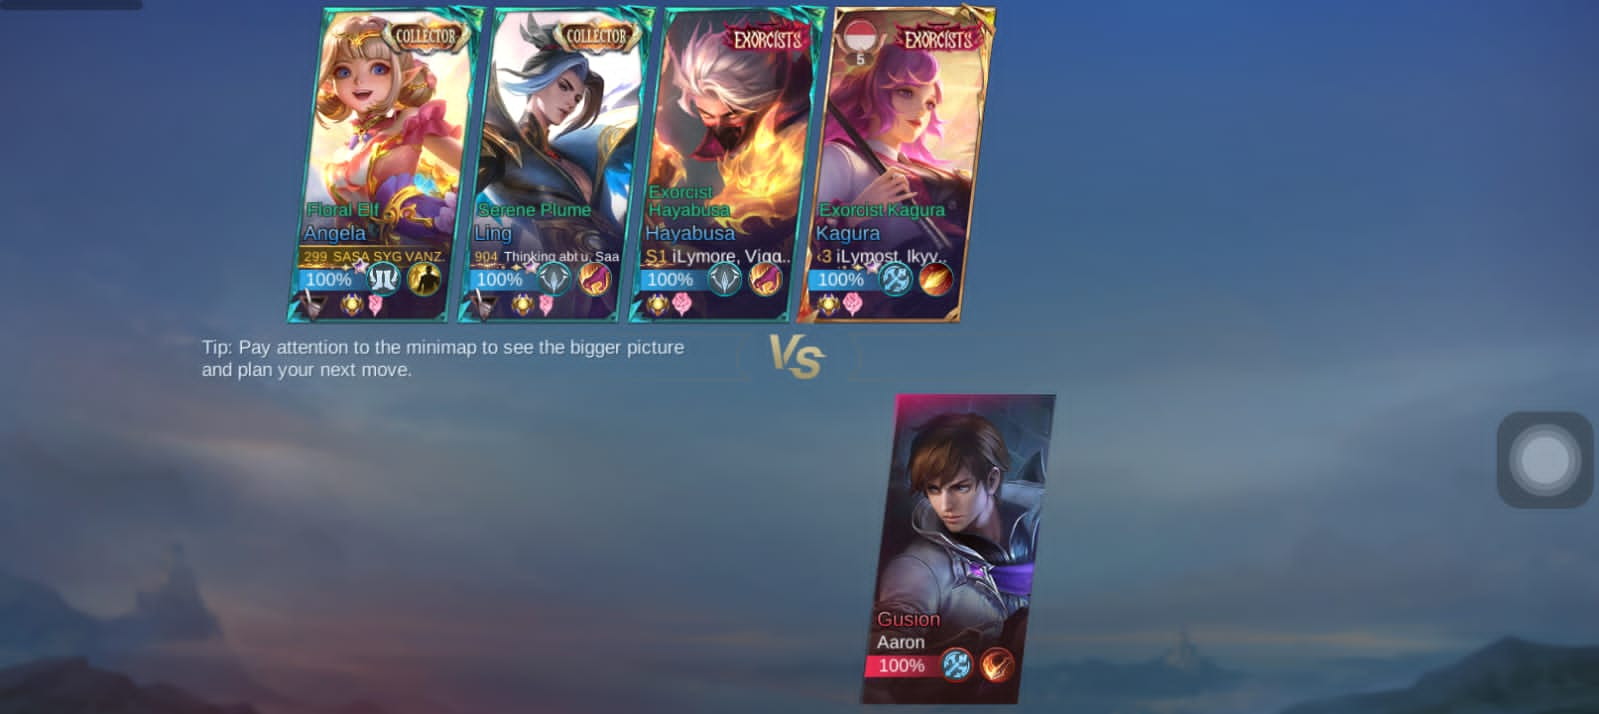 COLLECTOR
Floral Elf
Angela
299 SASA SYG VANZ.
100%
COLLECTOR
Serene Plume
Ling
904 Thinking abt u, Saa
100%
EXORCISTS
Exorcist
Hayabusa
Hayabusa
S1 iLymore, Vigg..
100%
5
EXORCISTS
Exorcist Kagura
Kagura
<3 iLymost, Ikyy..
100%
Tip: Pay attention to the minimap to see the bigger picture
and plan your next move.
VS
Gusion
Aaron
100%